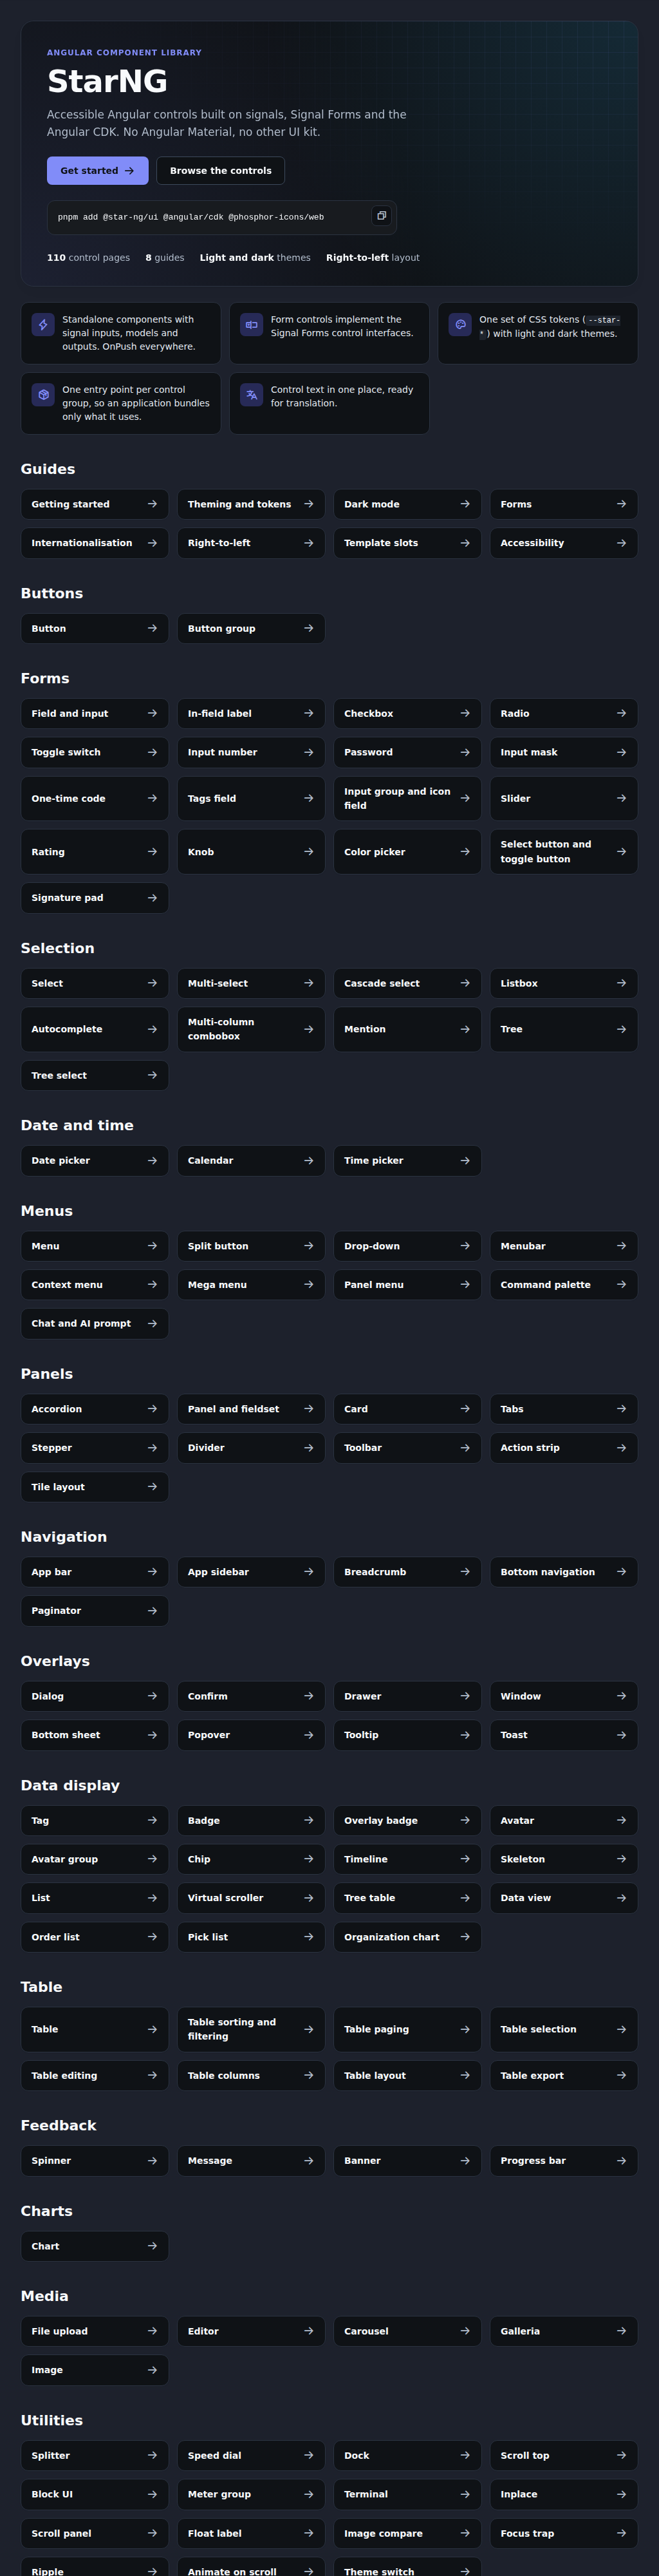 ANGULAR COMPONENT LIBRARY
StarNG
Accessible Angular controls built on signals, Signal Forms and the
Angular CDK. No Angular Material, no other UI kit.
Get started
Browse the controls
pnpm add @star-ng/ui @angular/cdk @phosphor-icons/web
110 control pages 8 guides Light and dark themes Right-to-left layout
Standalone components with
signal inputs, models and
outputs. OnPush everywhere.
Form controls implement the
Signal Forms control interfaces.
One set of CSS tokens (--star-
*) with light and dark themes.
One entry point per control
group, so an application bundles
only what it uses.
Control text in one place, ready
for translation.
Guides
Getting started
Theming and tokens
Dark mode
Forms
Internationalisation
Right-to-left
Template slots
Accessibility
Buttons
Button
Button group
Forms
Field and input
In-field label
Checkbox
Radio
Toggle switch
Input number
Password
Input mask
One-time code
Tags field
Input group and icon
field
Slider
Rating
Knob
Color picker
Select button and
toggle button
Signature pad
Selection
Select
Multi-select
Cascade select
Listbox
Autocomplete
Multi-column
combobox
Mention
Tree
Tree select
Date and time
Date picker
Calendar
Time picker
Menus
Menu
Split button
Drop-down
Menubar
Context menu
Mega menu
Panel menu
Command palette
Chat and AI prompt
Panels
Accordion
Panel and fieldset
Card
Tabs
Stepper
Divider
Toolbar
Action strip
Tile layout
Navigation
App bar
App sidebar
Breadcrumb
Bottom navigation
Paginator
Overlays
Dialog
Confirm
Drawer
Window
Bottom sheet
Popover
Tooltip
Toast
Data display
Tag
Badge
Overlay badge
Avatar
Avatar group
Chip
Timeline
Skeleton
List
Virtual scroller
Tree table
Data view
Order list
Pick list
Organization chart
Table
Table
Table sorting and
filtering
Table paging
Table selection
Table editing
Table columns
Table layout
Table export
Feedback
Spinner
Message
Banner
Progress bar
Charts
Chart
Media
File upload
Editor
Carousel
Galleria
Image
Utilities
Splitter
Speed dial
Dock
Scroll top
Block UI
Meter group
Terminal
Inplace
Scroll panel
Float label
Image compare
Focus trap
Ripple
Animate on scroll
Theme switch